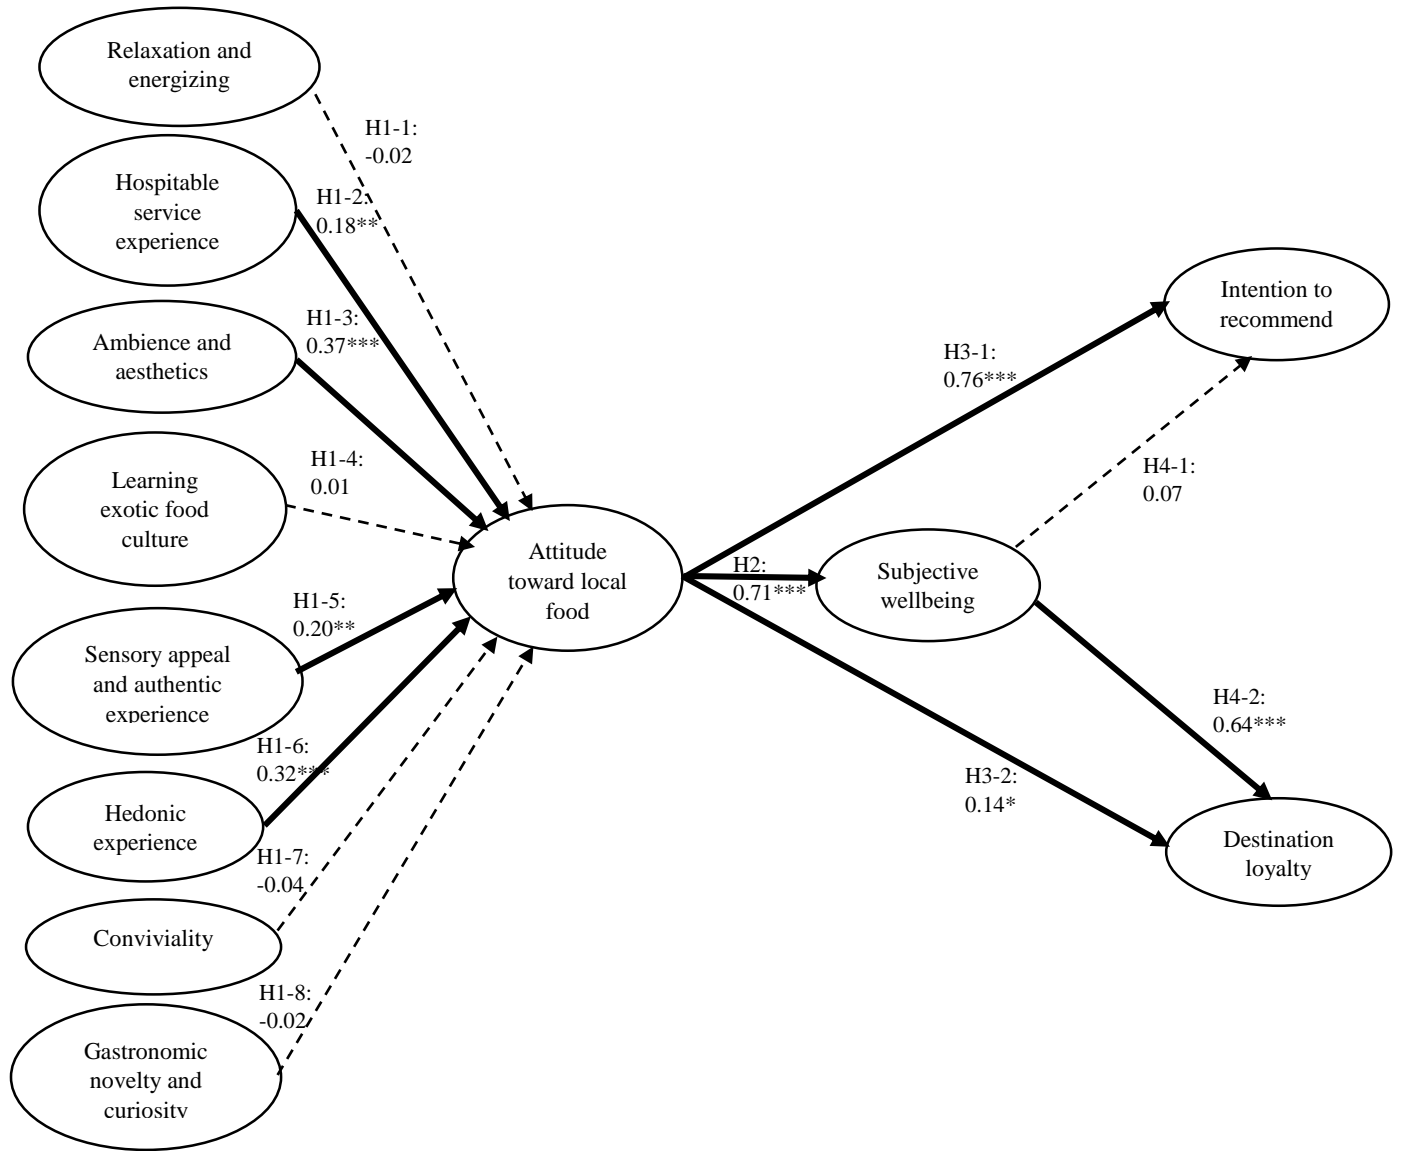 Relaxation and
energizing
H1-1:
-0.02
Hospitable
service
experience
H1-2:
0.18**
Ambience and
aesthetics
H1-3:
0.37***
Learning
exotic food
culture
H1-4:
0.01
Sensory appeal
and authentic
experience
H1-5:
0.20**
Hedonic
experience
H1-6:
0.32***
Conviviality
H1-7:
-0.04
Gastronomic
novelty and
curiosity
H1-8:
-0.02
Attitude
toward local
food
H2:
0.71***
Subjective
wellbeing
H3-1:
0.76***
Intention to
recommend
H4-1:
0.07
H4-2:
0.64***
H3-2:
0.14*
Destination
loyalty